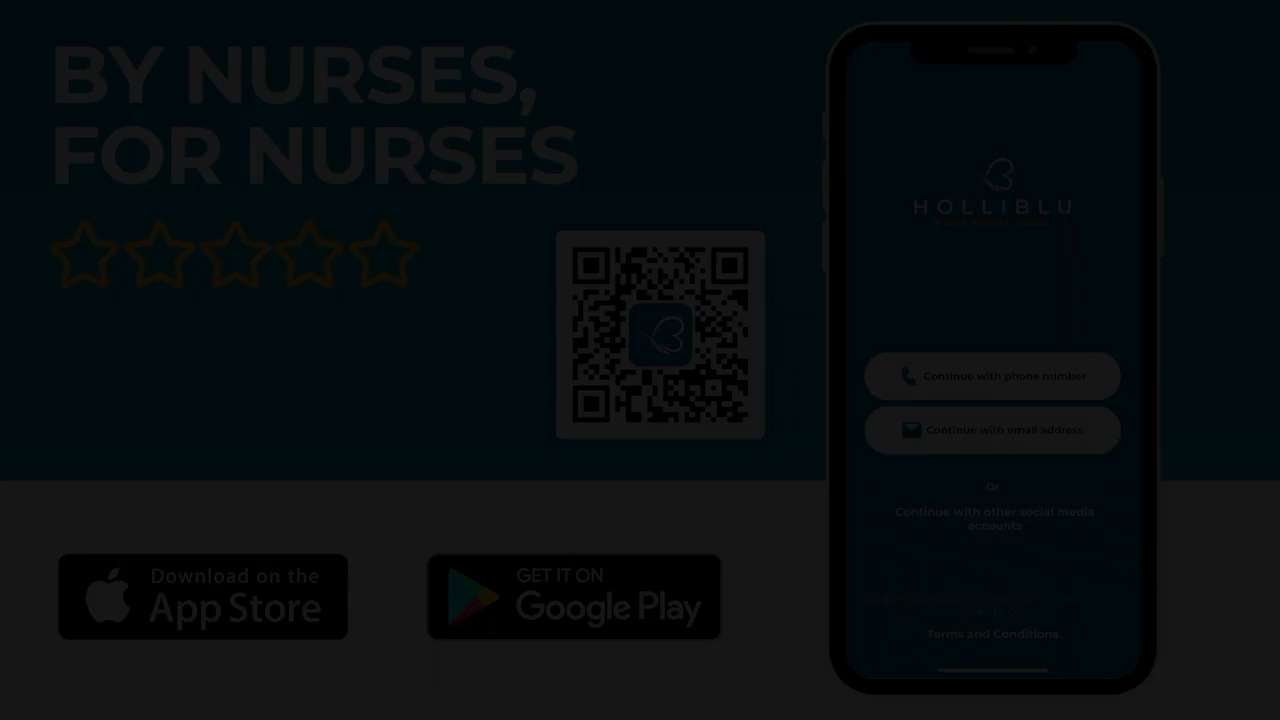 BY NURSES,
FOR NURSES
HOLLIBLU
Continue with phone number
Continue with email address
Or
Continue with other social media
accounts
Terms and Conditions
Download on the
App Store
GET IT ON
Google Play